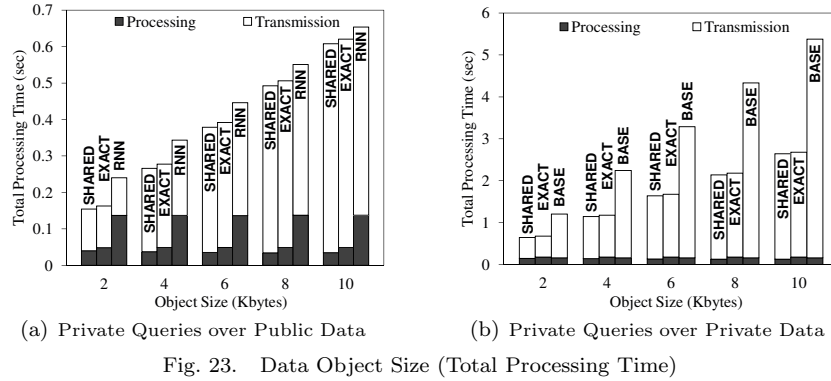 Processing
Transmission
Total Processing Time (sec)
0.7
0.6
0.5
0.4
0.3
0.2
0.1
0
SHARED
EXACT
RNN
SHARED
EXACT
RNN
SHARED
EXACT
RNN
SHARED
EXACT
RNN
SHARED
EXACT
RNN
2 4 6 8 10
Object Size (Kbytes)
(a) Private Queries over Public Data
Processing
Transmission
Total Processing Time (sec)
6
5
4
3
2
1
0
SHARED
EXACT
BASE
SHARED
EXACT
BASE
SHARED
EXACT
BASE
SHARED
EXACT
BASE
SHARED
EXACT
BASE
2 4 6 8 10
Object Size (Kbytes)
(b) Private Queries over Private Data
Fig. 23. Data Object Size (Total Processing Time)